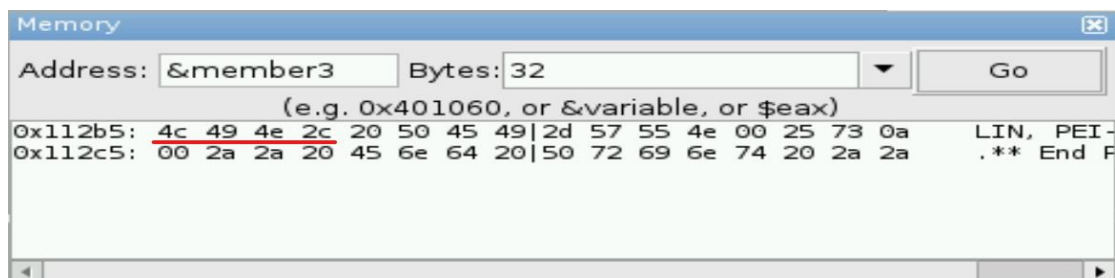 Memory
Address: &member3 Bytes: 32 Go
(e.g. 0x401060, or &variable, or $eax)
0x112b5: 4c 49 4e 2c 20 50 45 49|2d 57 55 4e 00 25 73 0a LIN, PEI-
0x112c5: 00 2a 2a 20 45 6e 64 20|50 72 69 6e 74 20 2a 2a .** End P